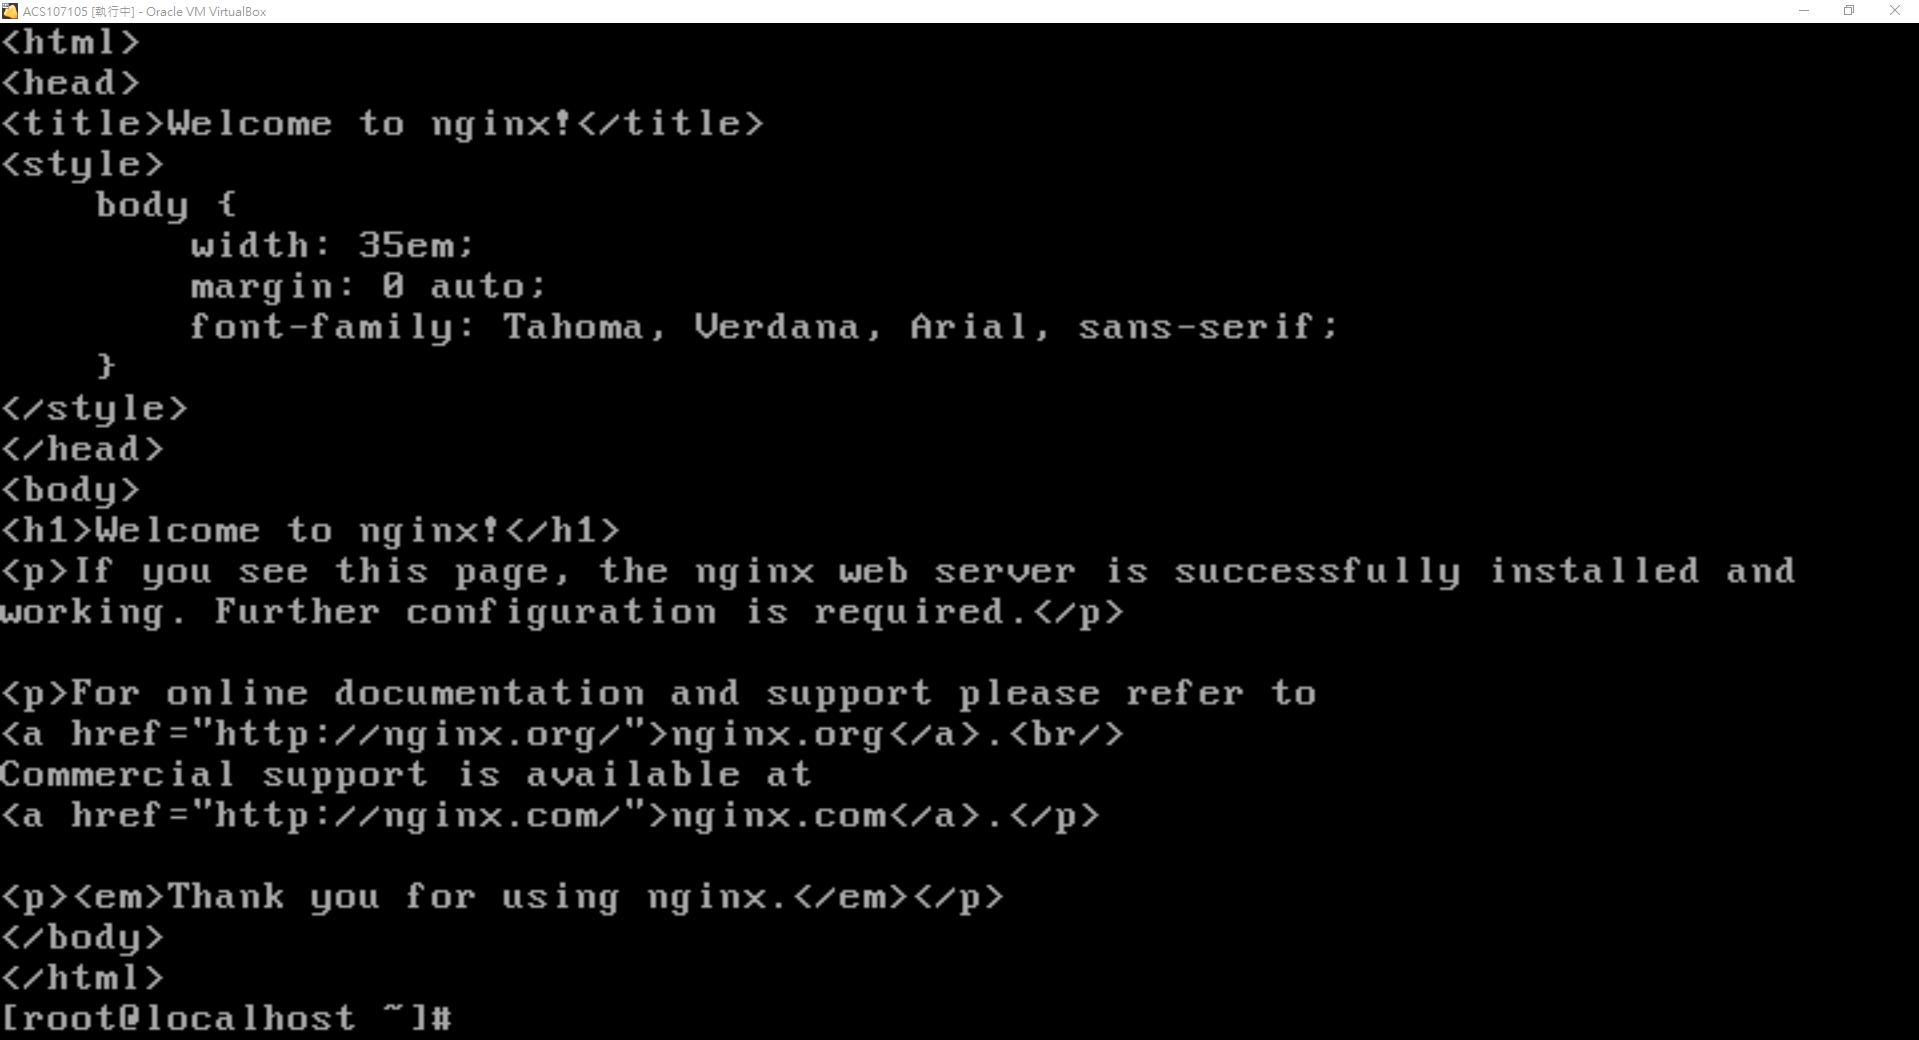 ACS107105 [執行中] - Oracle VM VirtualBox
<html>
<head>
<title>Welcome to nginx!</title>
<style>
    body {
        width: 35em;
        margin: 0 auto;
        font-family: Tahoma, Verdana, Arial, sans-serif;
    }
</style>
</head>
<body>
<h1>Welcome to nginx!</h1>
<p>If you see this page, the nginx web server is successfully installed and
working. Further configuration is required.</p>

<p>For online documentation and support please refer to
<a href="http://nginx.org/">nginx.org</a>.<br/>
Commercial support is available at
<a href="http://nginx.com/">nginx.com</a>.</p>

<p><em>Thank you for using nginx.</em></p>
</body>
</html>
[root@localhost ~]#